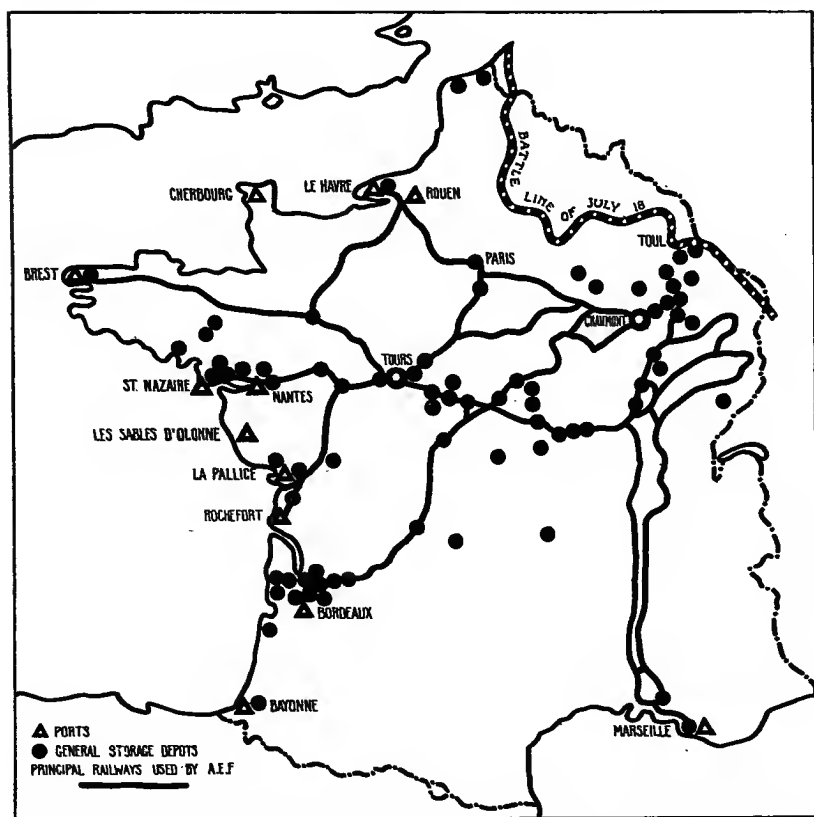 BATTLE LINE OF JULY 18
CHERBOURG
LE HAVRE
ROUEN
TOUL
PARIS
BREST
CHAUMONT
TOURS
ST. NAZAIRE
NANTES
LES SABLES D'OLONNE
LA PALLICE
ROCHEFORT
BORDEAUX
BAYONNE
MARSEILLE
PORTS
GENERAL STORAGE DEPOTS
PRINCIPAL RAILWAYS USED BY A.E.F